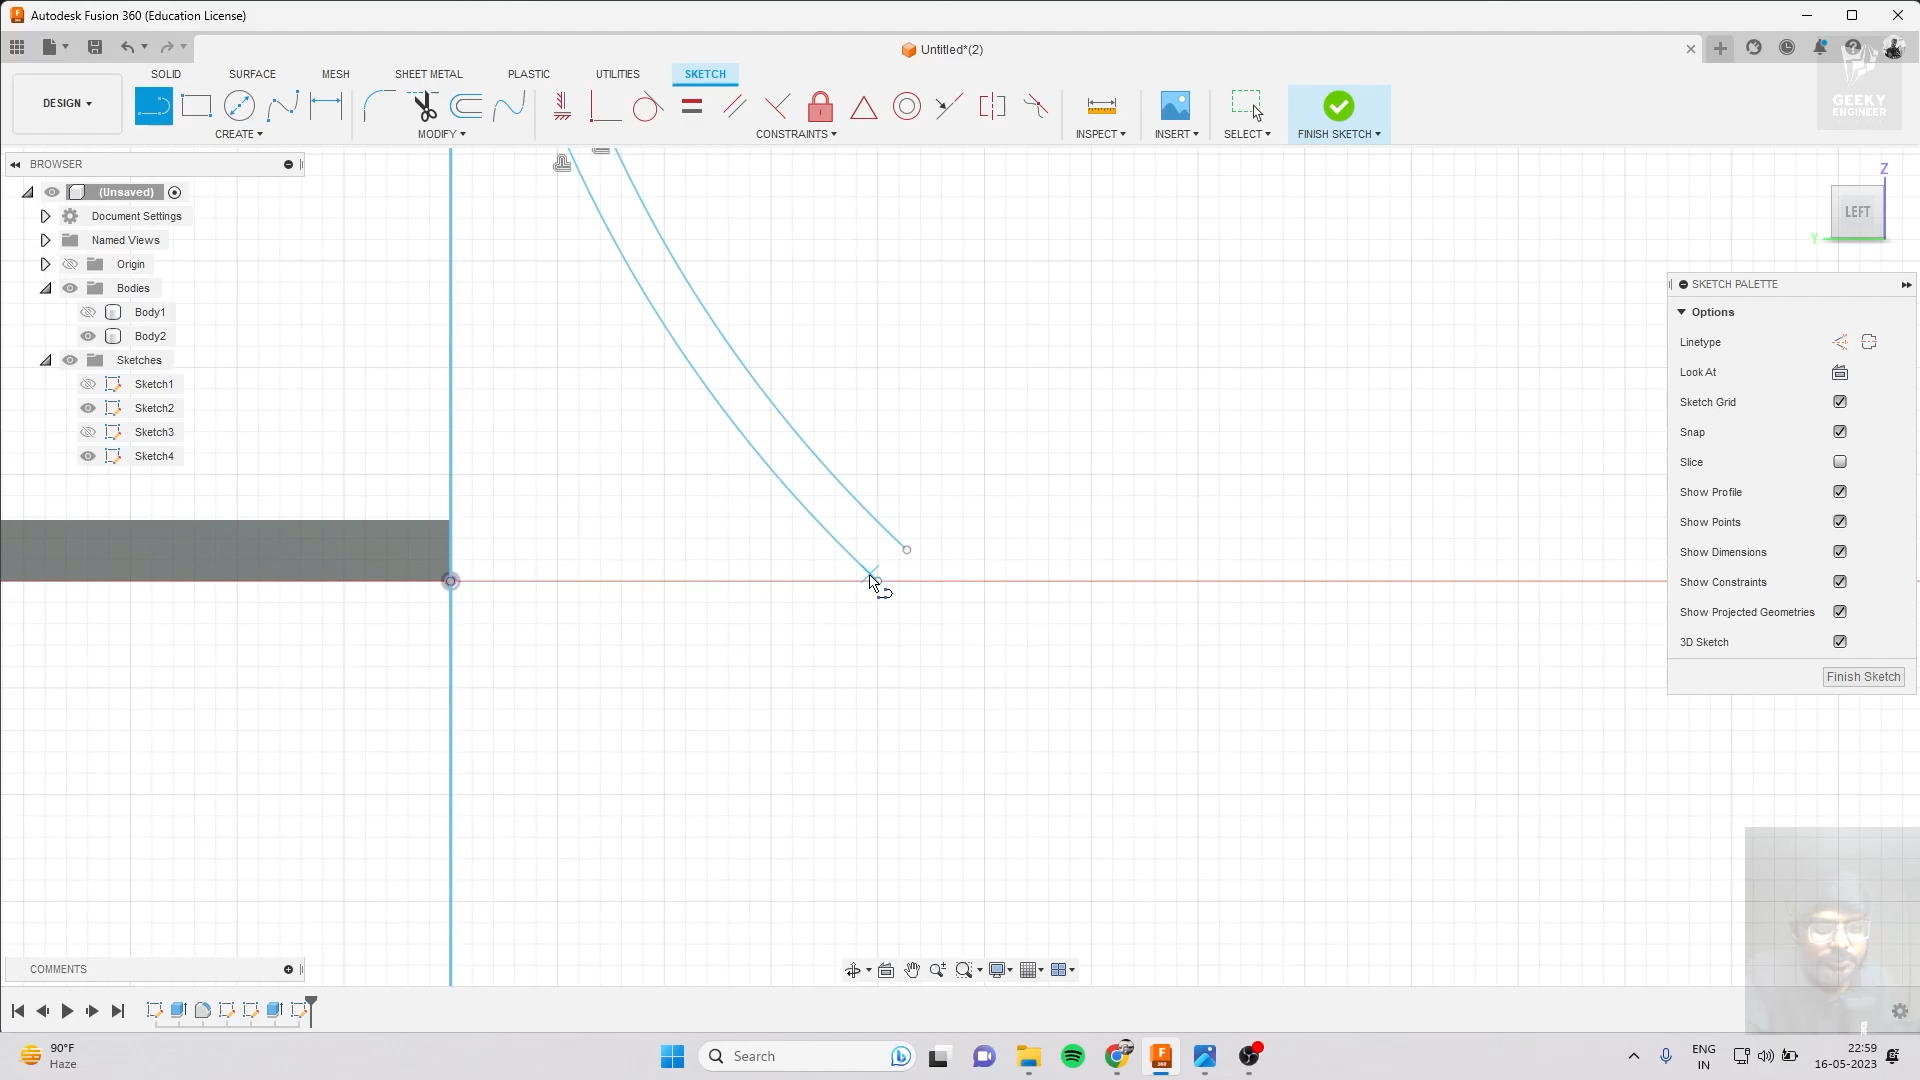 Autodesk Fusion 360 (Education License)
Untitled*(2)
SOLID SURFACE MESH SHEET METAL PLASTIC UTILITIES SKETCH
DESIGN
CREATE MODIFY CONSTRAINTS INSPECT INSERT SELECT FINISH SKETCH
GEEKY
ENGINEER
BROWSER
(Unsaved)
Document Settings
Named Views
Origin
Bodies
Body1
Body2
Sketches
Sketch1
Sketch2
Sketch3
Sketch4
Z
LEFT
Y
SKETCH PALETTE
Options
Linetype
Look At
Sketch Grid
Snap
Slice
Show Profile
Show Points
Show Dimensions
Show Constraints
Show Projected Geometries
3D Sketch
Finish Sketch
COMMENTS
90°F
Haze
Search
ENG
IN
22:59
16-05-2023